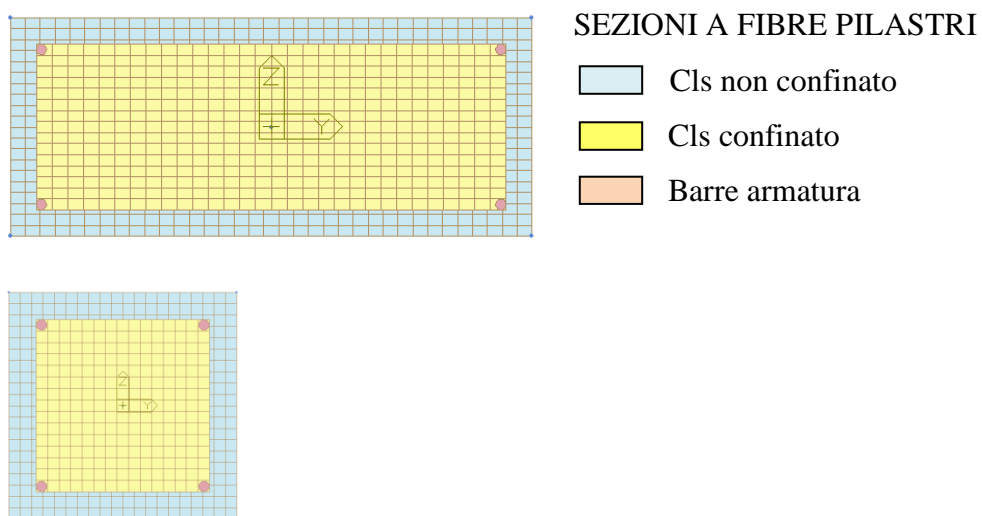 SEZIONI A FIBRE PILASTRI
Z
Y
Cls non confinato
Cls confinato
Barre armatura
Z
Y